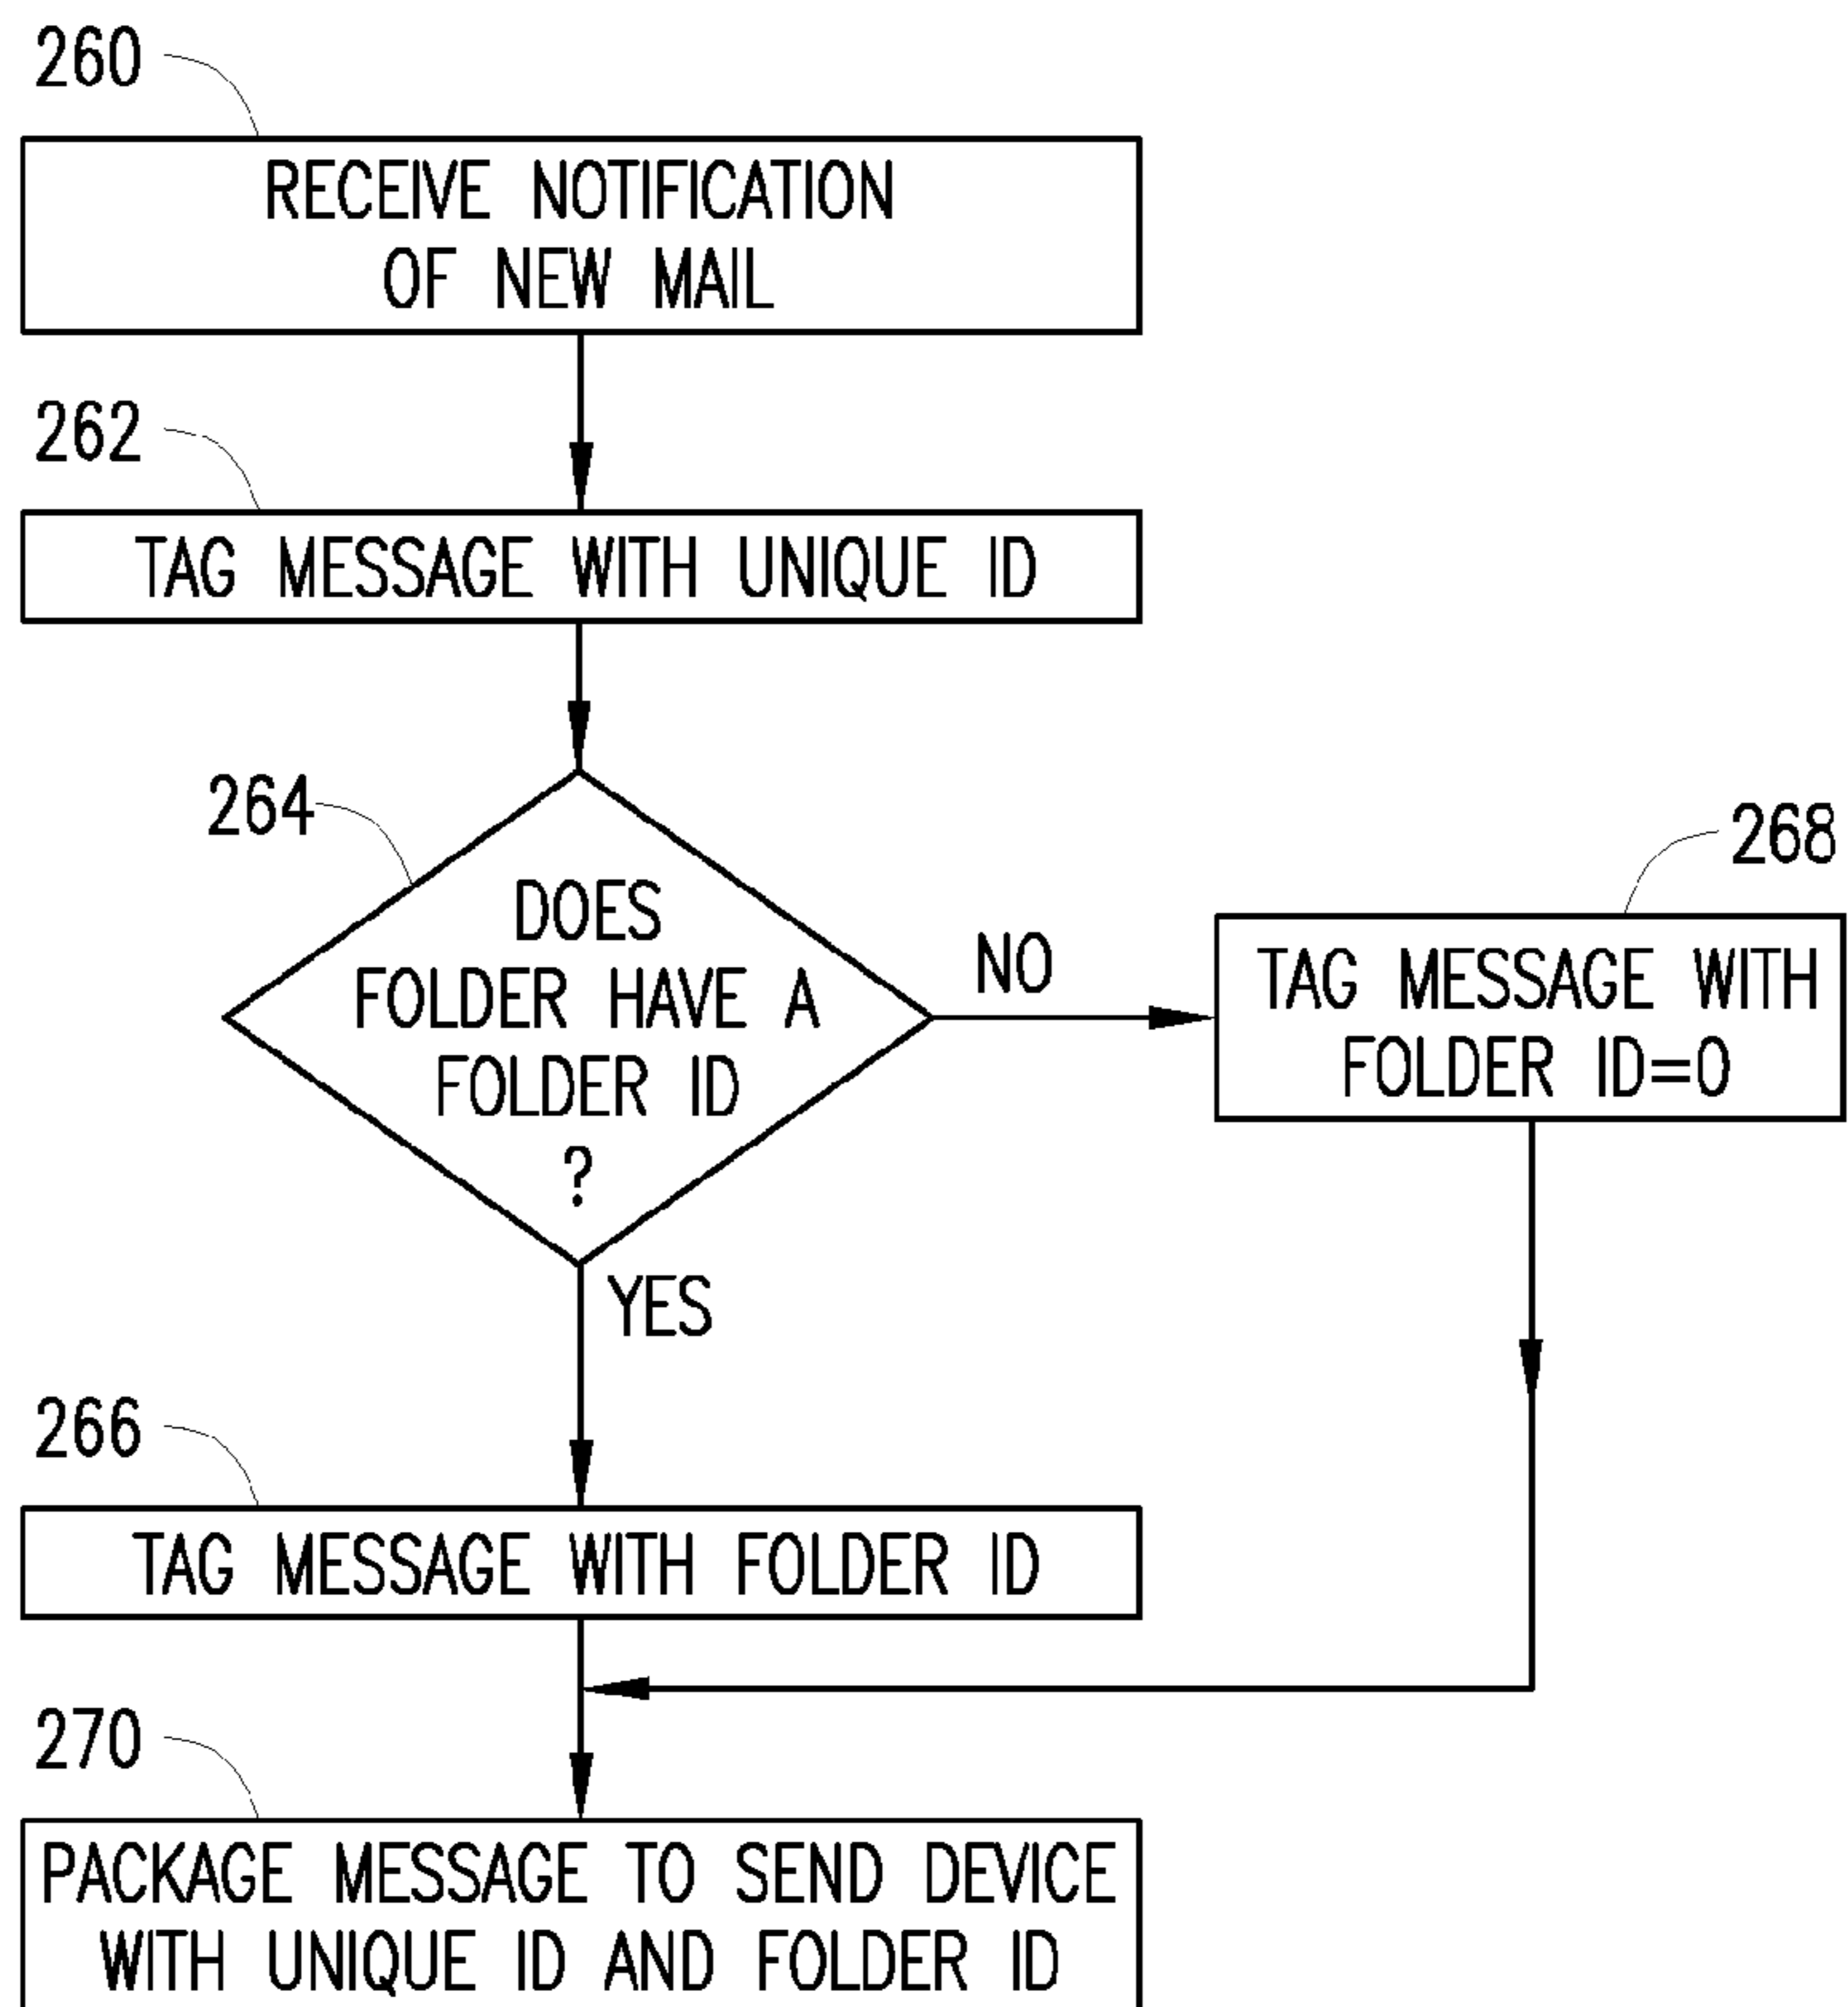 260
RECEIVE NOTIFICATION
OF NEW MAIL
262
TAG MESSAGE WITH UNIQUE ID
264
DOES
FOLDER HAVE A
FOLDER ID
?
NO
268
TAG MESSAGE WITH
FOLDER ID=0
YES
266
TAG MESSAGE WITH FOLDER ID
270
PACKAGE MESSAGE TO SEND DEVICE
WITH UNIQUE ID AND FOLDER ID